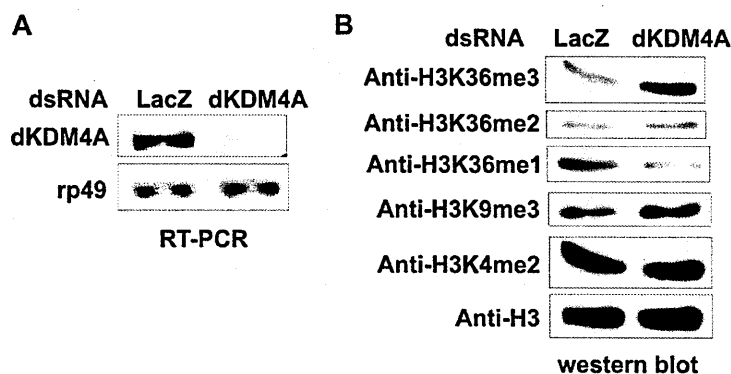 A
dsRNA LacZ dKDM4A
dKDM4A
rp49
RT-PCR
B
dsRNA LacZ dKDM4A
Anti-H3K36me3
Anti-H3K36me2
Anti-H3K36me1
Anti-H3K9me3
Anti-H3K4me2
Anti-H3
western blot